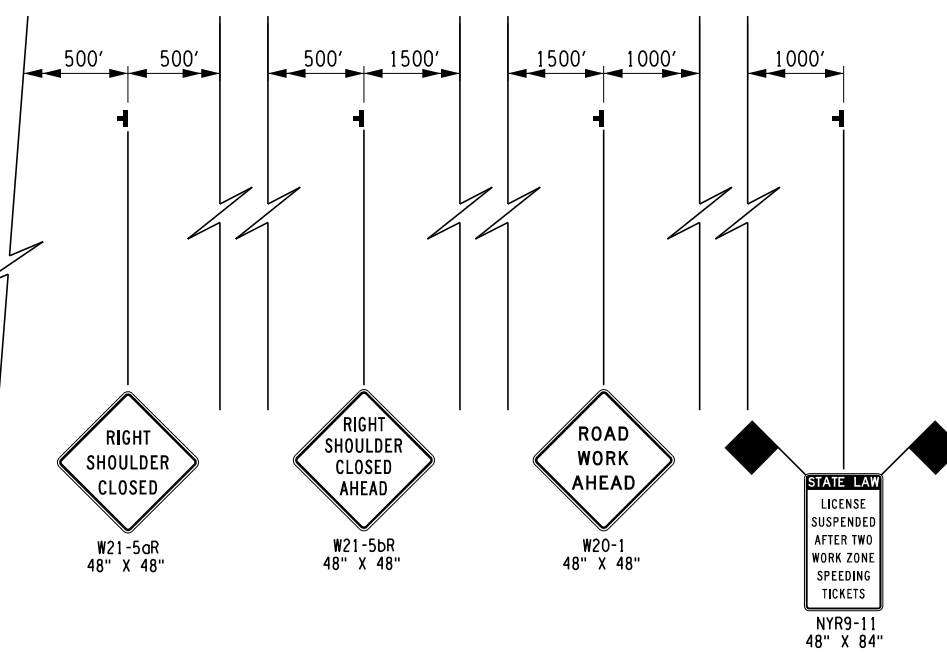 500' 500' 500' 1500' 1500' 1000' 1000'
RIGHT
SHOULDER
CLOSED
W21-5aR
48" X 48"
RIGHT
SHOULDER
CLOSED
AHEAD
W21-5bR
48" X 48"
ROAD
WORK
AHEAD
W20-1
48" X 48"
STATE LAW
LICENSE
SUSPENDED
AFTER TWO
WORK ZONE
SPEEDING
TICKETS
NYR9-11
48" X 84"